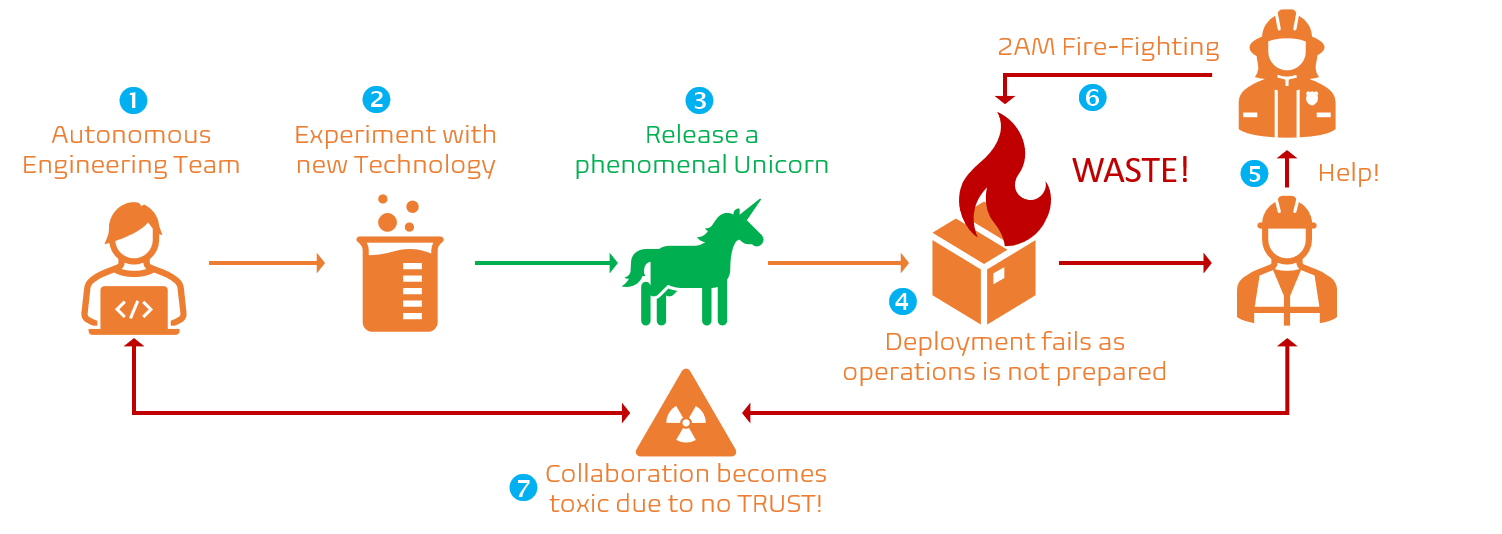 1
Autonomous
Engineering Team
2
Experiment with
new Technology
</>
3
Release a
phenomenal Unicorn
4
Deployment fails as
operations is not prepared
WASTE!
5
Help!
6
2AM Fire-Fighting
7
Collaboration becomes
toxic due to no TRUST!